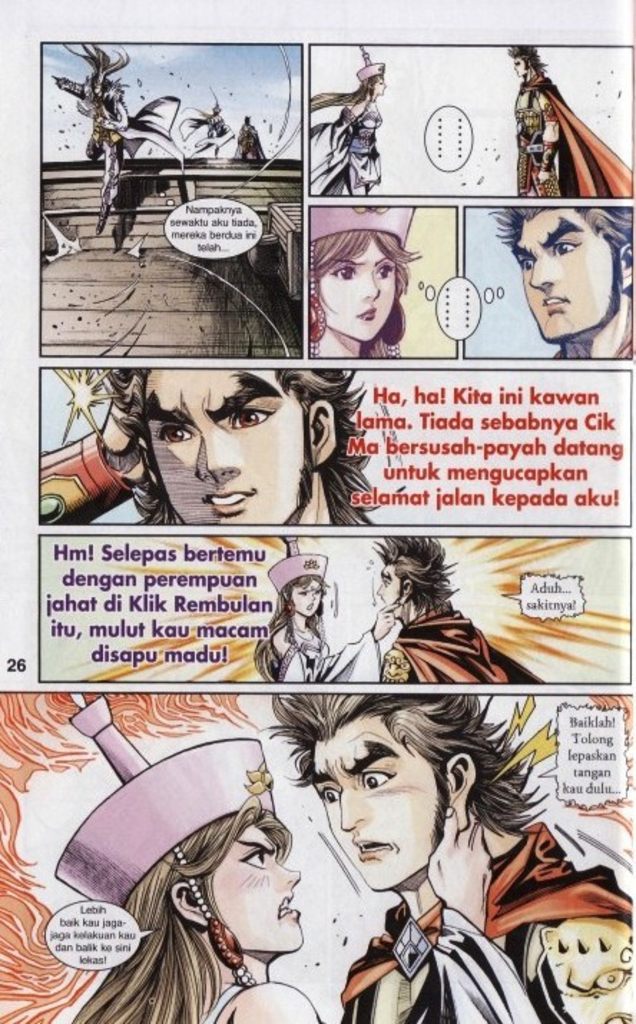 Nampaknya
sewaktu aku tiada,
mereka berdua ini
telah...
Ha, ha! Kita ini kawan
lama. Tiada sebabnya Cik
Ma bersusah-payah datang
untuk mengucapkan
selamat jalan kepada aku!
Hm! Selepas bertemu
dengan perempuan
jahat di Klik Rembulan
itu, mulut kau macam
disapu madu!
Aduh...
sakitnya!
26
Baiklah!
Tolong
lepaskan
tangan
kau dulu...
Lebih
baik kau jaga-
jaga kelakuan kau
dan balik ke sini
lekas!